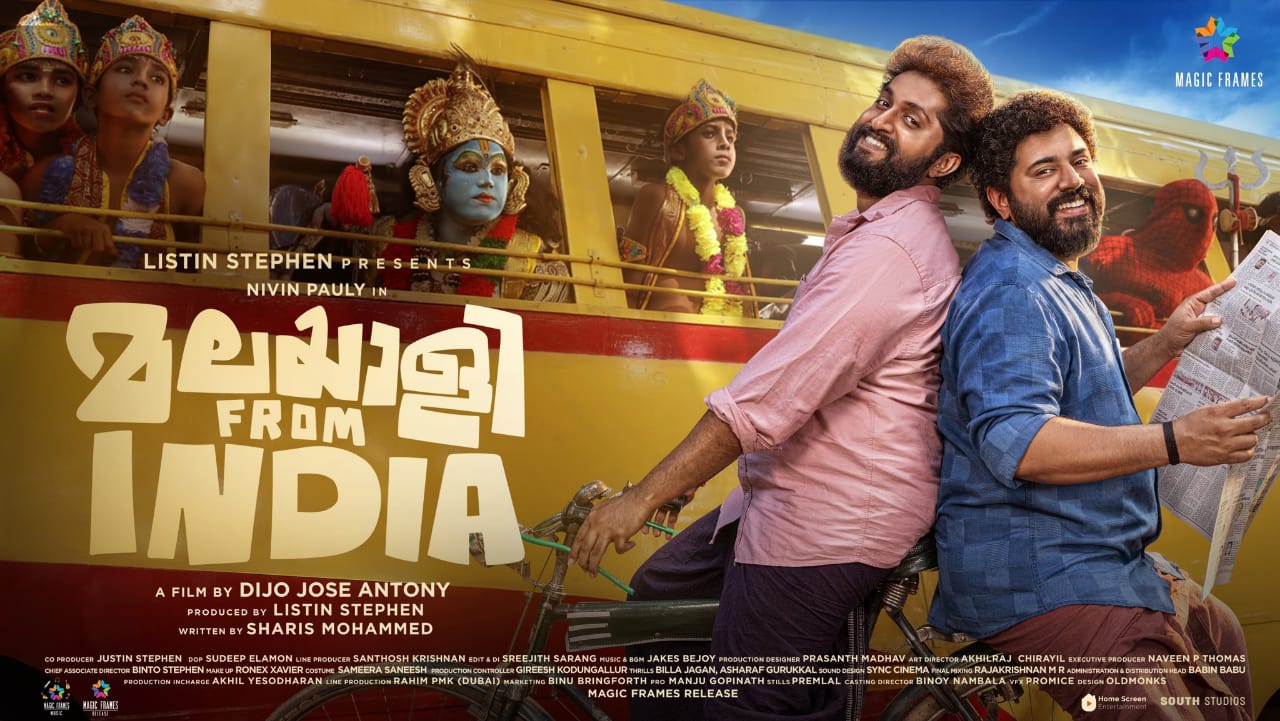 MAGIC FRAMES
LISTIN STEPHEN PRESENTS
NIVIN PAULY IN
മലയാളി
FROM
INDIA
A FILM BY DIJO JOSE ANTONY
PRODUCED BY LISTIN STEPHEN
WRITTEN BY SHARIS MOHAMMED
CO PRODUCER JUSTIN STEPHEN DOP SUDEEP ELAMON LINE PRODUCER SANTHOSH KRISHNAN EDIT & DI SREEJITH SARANG MUSIC & BGM JAKES BEJOY PRODUCTION DESIGNER PRASANTH MADHAV ART DIRECTOR AKHILRAJ CHIRAYIL EXECUTIVE PRODUCER NAVEEN P THOMAS
CHIEF ASSOCIATE DIRECTOR BINTO STEPHEN MAKE UP RONEX XAVIER COSTUME SAMEERA SANEESH PRODUCTION CONTROLLER GIREESH KODUNGALLUR THRILLS BILLA JAGAN, ASHARAF GURUKKAL SOUND DESIGN SYNC CINEMA FINAL MIXING RAJAKRISHNAN M R ADMINISTRATION & DISTRIBUTION HEAD BABIN BABU
PRODUCTION INCHARGE AKHIL YESODHARAN LINE PRODUCTION RAHIM PMK (DUBAI) MARKETING BINU BRINGFORTH PRO MANJU GOPINATH STILLS PREMLAL CASTING DIRECTOR BINOY NAMBALA VFX PROMICE DESIGN OLDMONKS
MAGIC FRAMES RELEASE
MAGIC FRAMES
MUSIC
MAGIC FRAMES
RELEASE
Home Screen
Entertainment
SOUTH STUDIOS